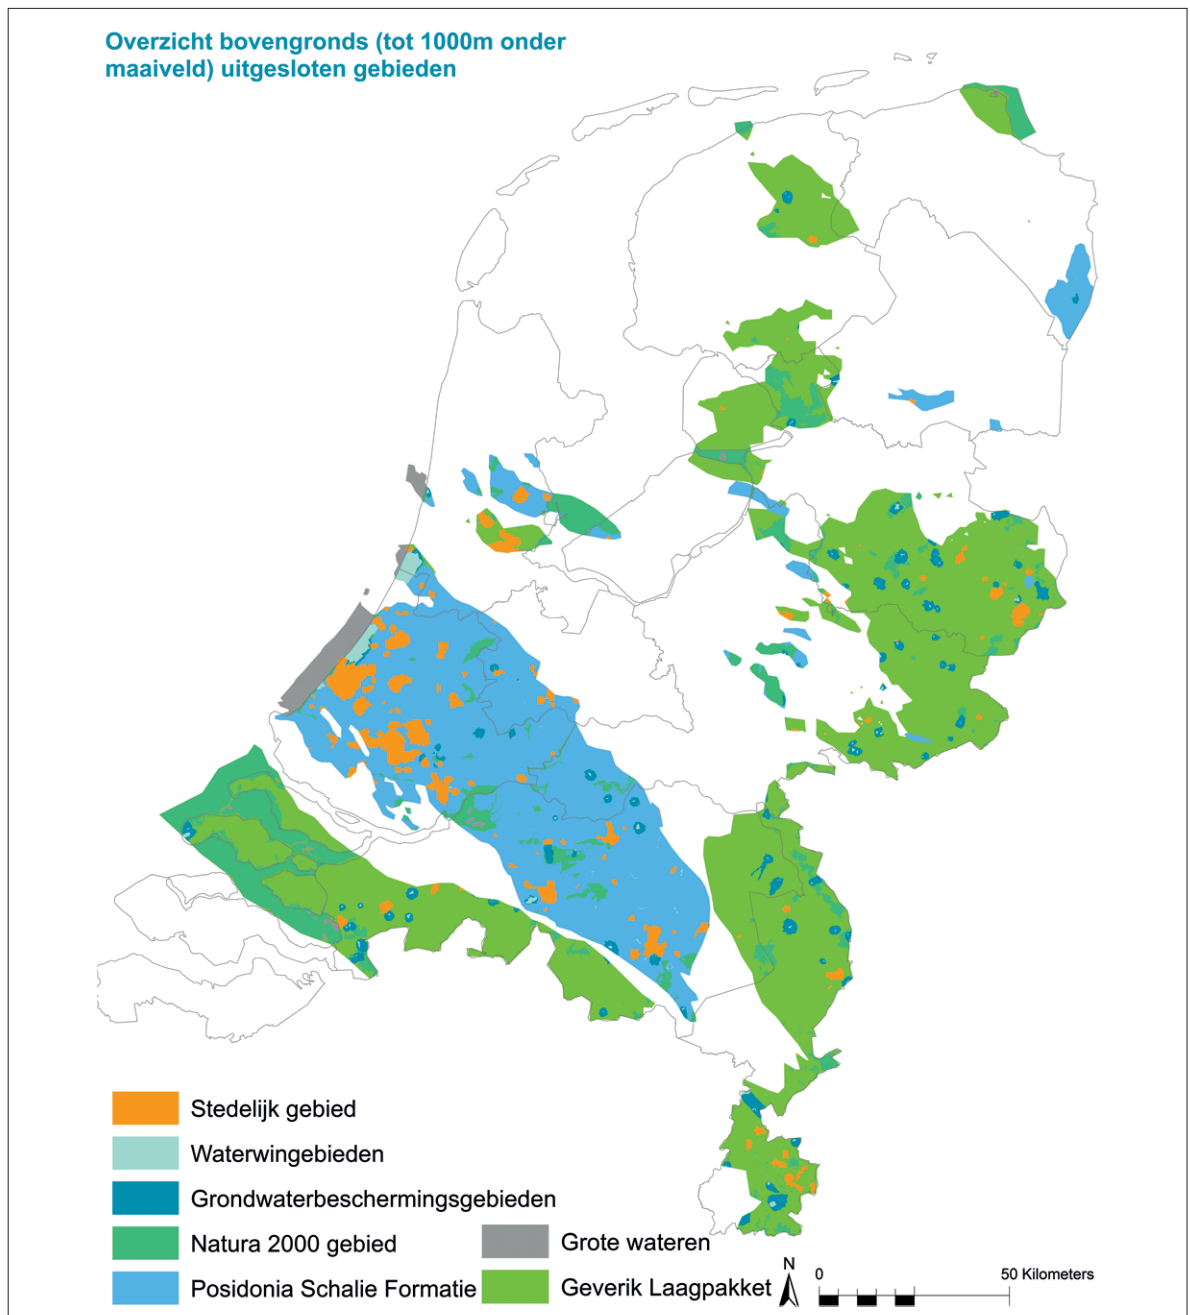 Overzicht bovengronds (tot 1000m onder
maaiveld) uitgesloten gebieden
Stedelijk gebied
Waterwingebieden
Grondwaterbeschermingsgebieden
Natura 2000 gebied
Posidonia Schalie Formatie
Grote wateren
Geverik Laagpakket
N
0
50 Kilometers